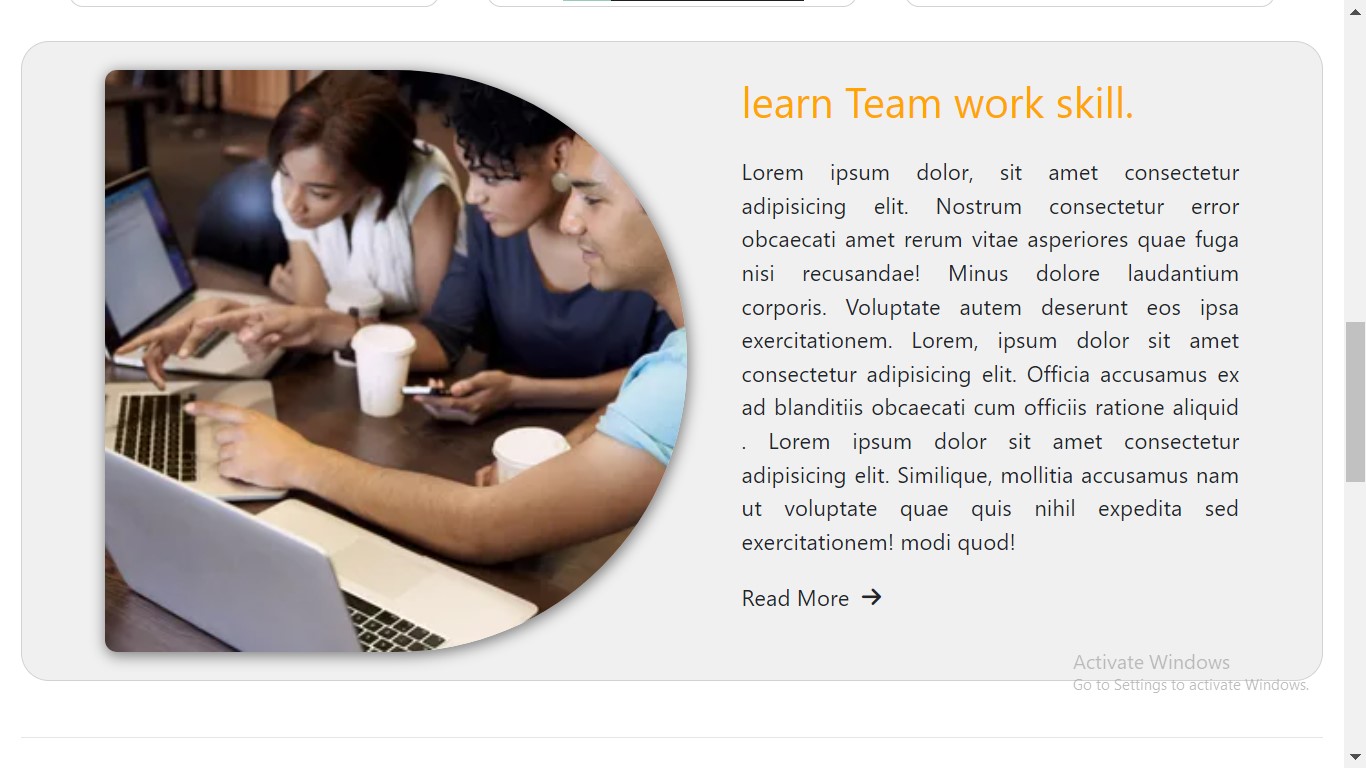 learn Team work skill.
Lorem ipsum dolor, sit amet consectetur
adipisicing elit. Nostrum consectetur error
obcaecati amet rerum vitae asperiores quae fuga
nisi recusandae! Minus dolore laudantium
corporis. Voluptate autem deserunt eos ipsa
exercitationem. Lorem, ipsum dolor sit amet
consectetur adipisicing elit. Officia accusamus ex
ad blanditiis obcaecati cum officiis ratione aliquid
. Lorem ipsum dolor sit amet consectetur
adipisicing elit. Similique, mollitia accusamus nam
ut voluptate quae quis nihil expedita sed
exercitationem! modi quod!
Read More →
Activate Windows
Go to Settings to activate Windows.